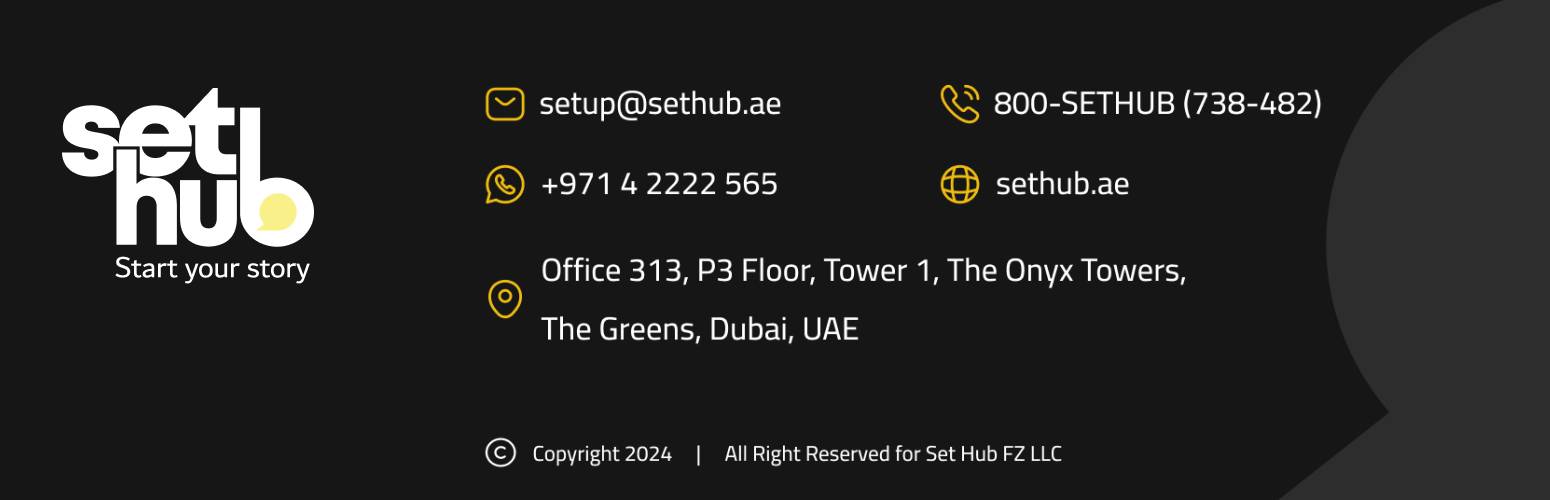 set
hub
Start your story
setup@sethub.ae
800-SETHUB (738-482)
+971 4 2222 565
sethub.ae
Office 313, P3 Floor, Tower 1, The Onyx Towers,
The Greens, Dubai, UAE
© Copyright 2024 | All Right Reserved for Set Hub FZ LLC